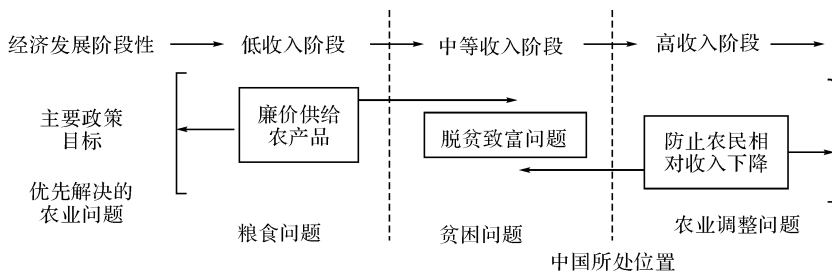 经济发展阶段性
低收入阶段
中等收入阶段
高收入阶段
主要政策
目标
廉价供给
农产品
脱贫致富问题
防止农民相
对收入下降
优先解决的
农业问题
粮食问题
贫困问题
农业调整问题
中国所处位置